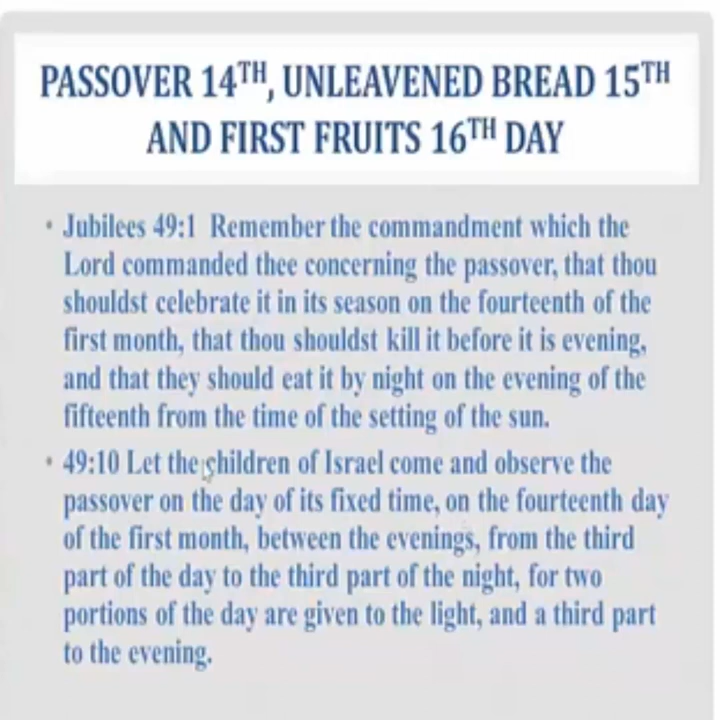 PASSOVER 14TH, UNLEAVENED BREAD 15TH
AND FIRST FRUITS 16TH DAY
• Jubilees 49:1 Remember the commandment which the
Lord commanded thee concerning the passover, that thou
shouldst celebrate it in its season on the fourteenth of the
first month, that thou shouldst kill it before it is evening,
and that they should eat it by night on the evening of the
fifteenth from the time of the setting of the sun.
• 49:10 Let the children of Israel come and observe the
passover on the day of its fixed time, on the fourteenth day
of the first month, between the evenings, from the third
part of the day to the third part of the night, for two
portions of the day are given to the light, and a third part
to the evening.